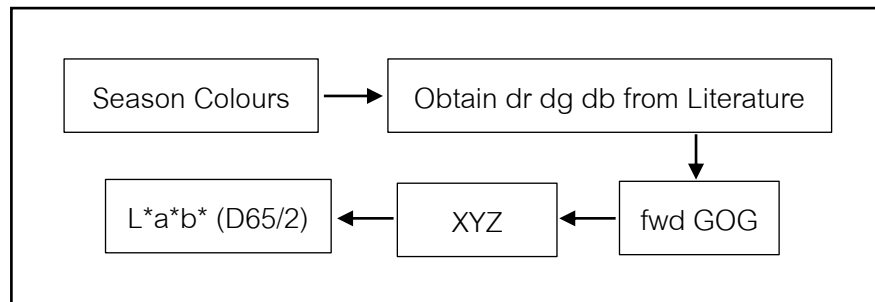 Season Colours
Obtain dr dg db from Literature
fwd GOG
XYZ
L*a*b* (D65/2)